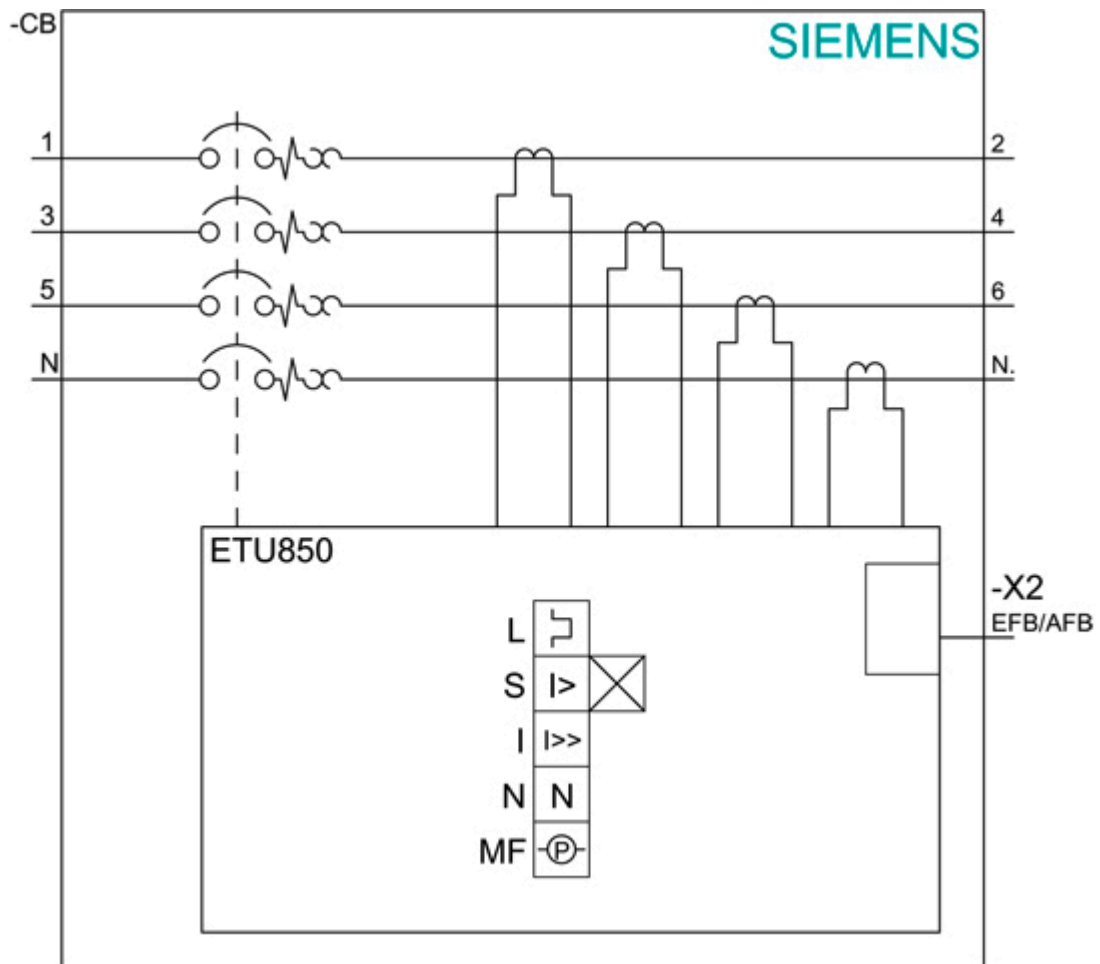 -CB
SIEMENS
1
2
3
4
5
6
N
N.
ETU850
-X2
EFB/AFB
L
S I>
I I>>
N N
MF P